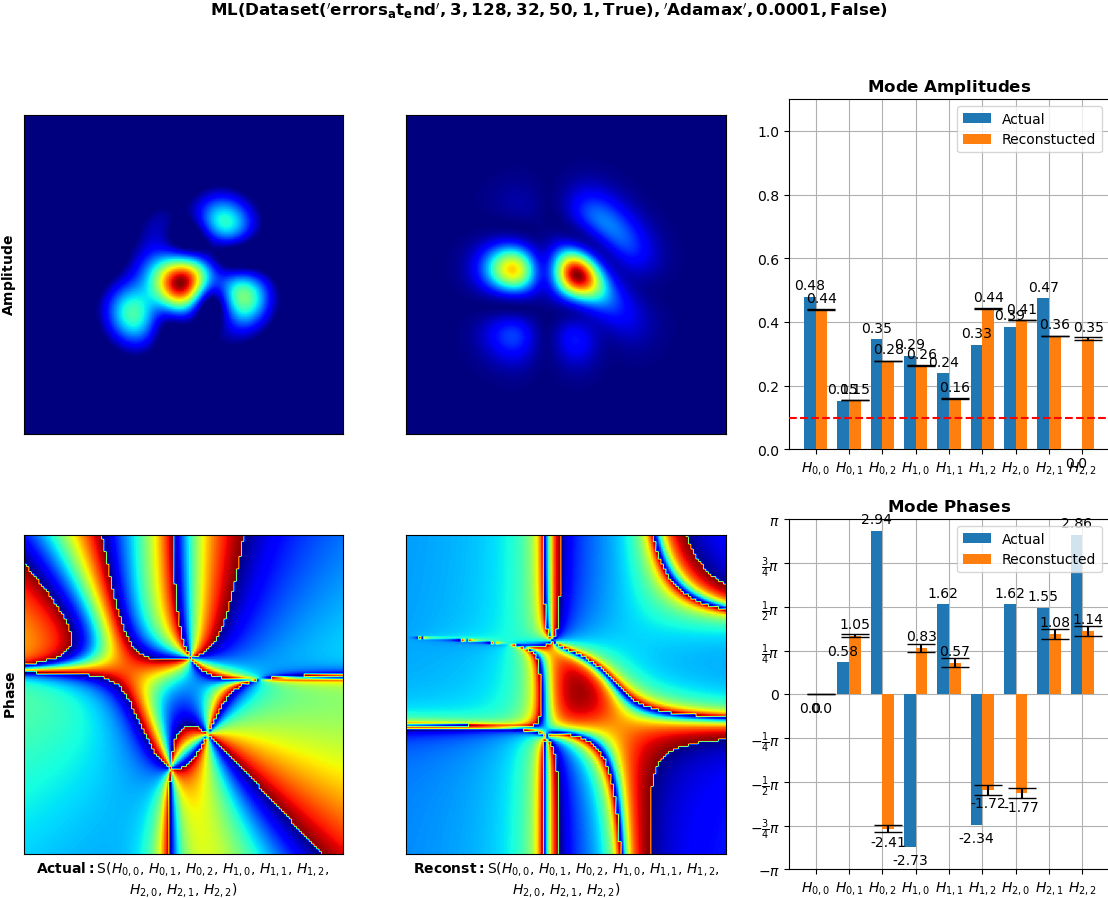 ML(Dataset('errors_at_end', 3, 128, 32, 50, 1, True), 'Adamax', 0.0001, False)
Amplitude
Mode Amplitudes
Actual
Reconstucted
1.0
0.8
0.6
0.4
0.2
0.0
0.48
0.44
0.15
0.15
0.35
0.28
0.29
0.26
0.24
0.16
0.33
0.44
0.39
0.41
0.47
0.36
0.0
0.35
H0,0 H0,1 H0,2 H1,0 H1,1 H1,2 H2,0 H2,1 H2,2
Phase
Mode Phases
Actual
Reconstucted
π
3/4π
1/2π
1/4π
0
−1/4π
−1/2π
−3/4π
−π
0.0
0.0
0.58
1.05
2.94
-2.41
-2.73
0.83
1.62
0.57
-2.34
-1.72
1.62
-1.77
1.55
1.08
2.86
1.14
H0,0 H0,1 H0,2 H1,0 H1,1 H1,2 H2,0 H2,1 H2,2
Actual: S(H0,0, H0,1, H0,2, H1,0, H1,1, H1,2,
H2,0, H2,1, H2,2)
Reconst: S(H0,0, H0,1, H0,2, H1,0, H1,1, H1,2,
H2,0, H2,1, H2,2)